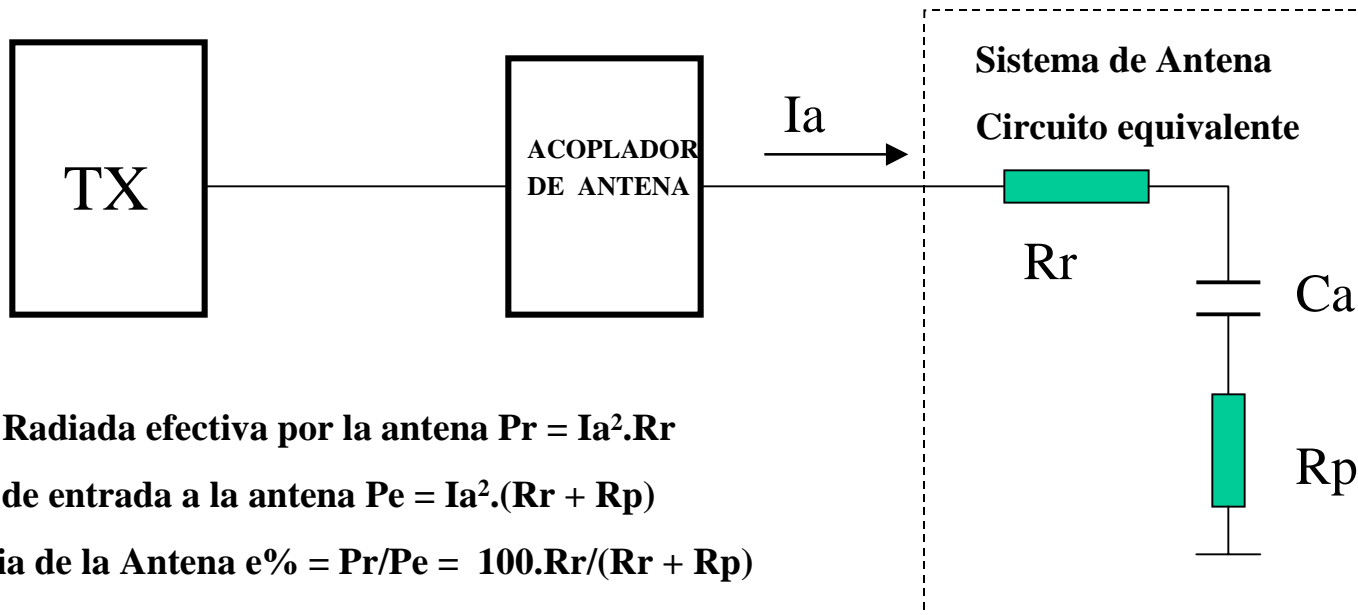 TX
ACOPLADOR
DE ANTENA
Ia
Sistema de Antena
Circuito equivalente
Rr
Ca
Rp
Radiada efectiva por la antena Pr = Ia².Rr
de entrada a la antena Pe = Ia².(Rr + Rp)
ia de la Antena e% = Pr/Pe = 100.Rr/(Rr + Rp)